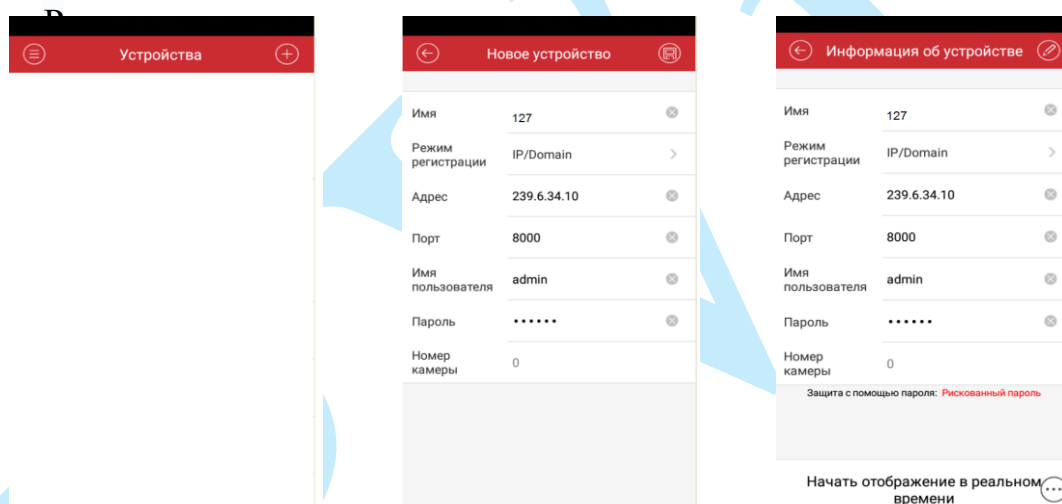 Устройства
Новое устройство
Имя
127
Режим
регистрации
IP/Domain
Адрес
239.6.34.10
Порт
8000
Имя
пользователя
admin
Пароль
••••••
Номер
камеры
0
Информация об устройстве
Имя
127
Режим
регистрации
IP/Domain
Адрес
239.6.34.10
Порт
8000
Имя
пользователя
admin
Пароль
••••••
Номер
камеры
0
Защита с помощью пароля: Рискованный пароль
Начать отображение в реальном
времени